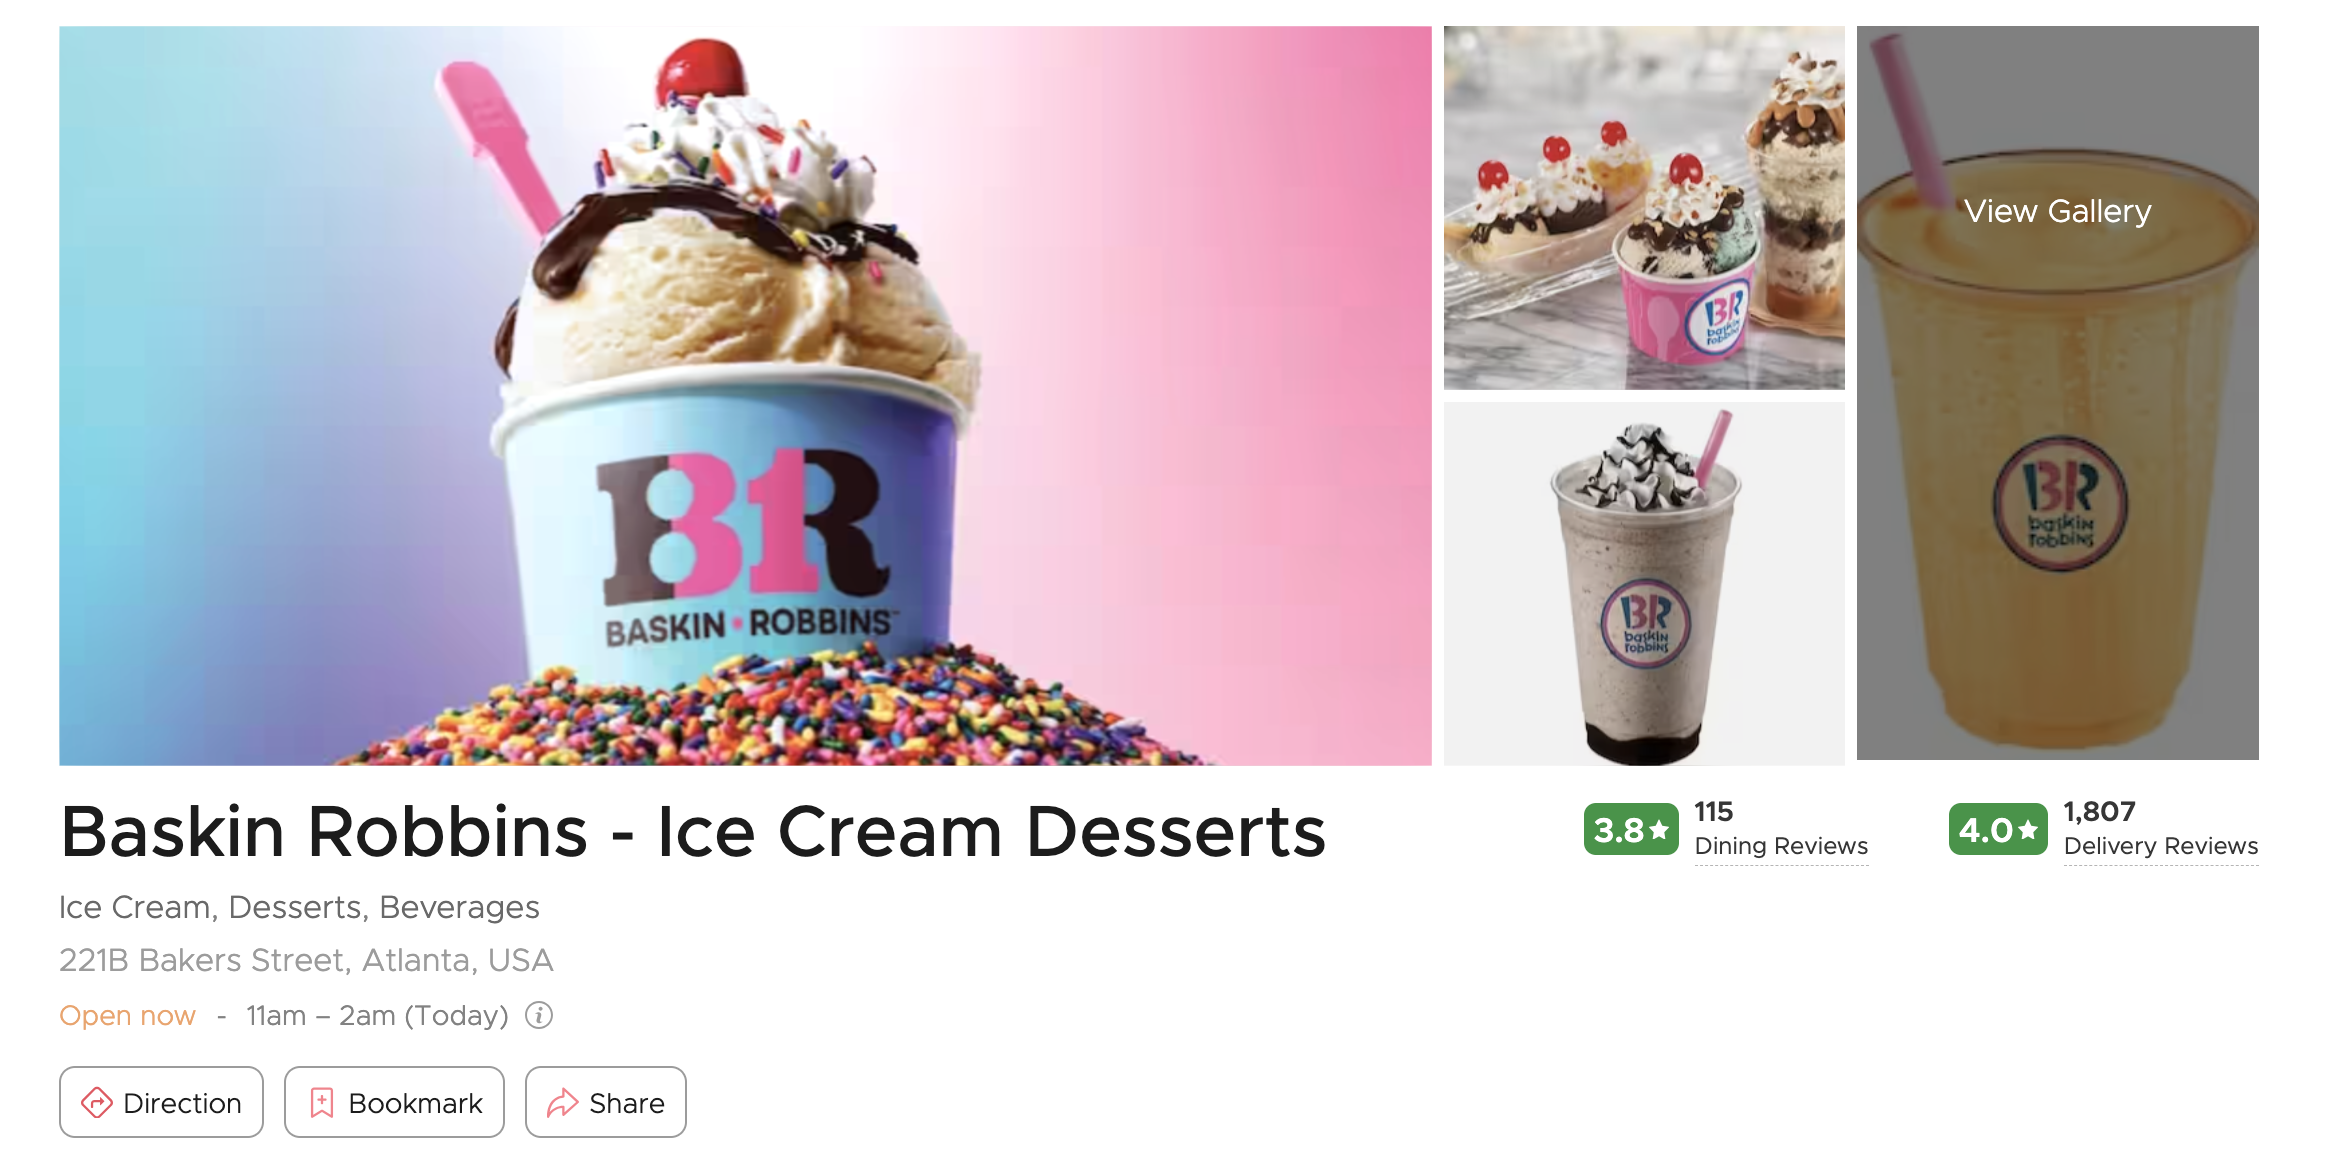 BR
BASKIN • ROBBINS™
BR
baskin
robbins
View Gallery
BR
baskin
robbins
BR
baskin
robbins
Baskin Robbins - Ice Cream Desserts
3.8★
115
Dining Reviews
4.0★
1,807
Delivery Reviews
Ice Cream, Desserts, Beverages
221B Bakers Street, Atlanta, USA
Open now - 11am – 2am (Today)
Direction
Bookmark
Share